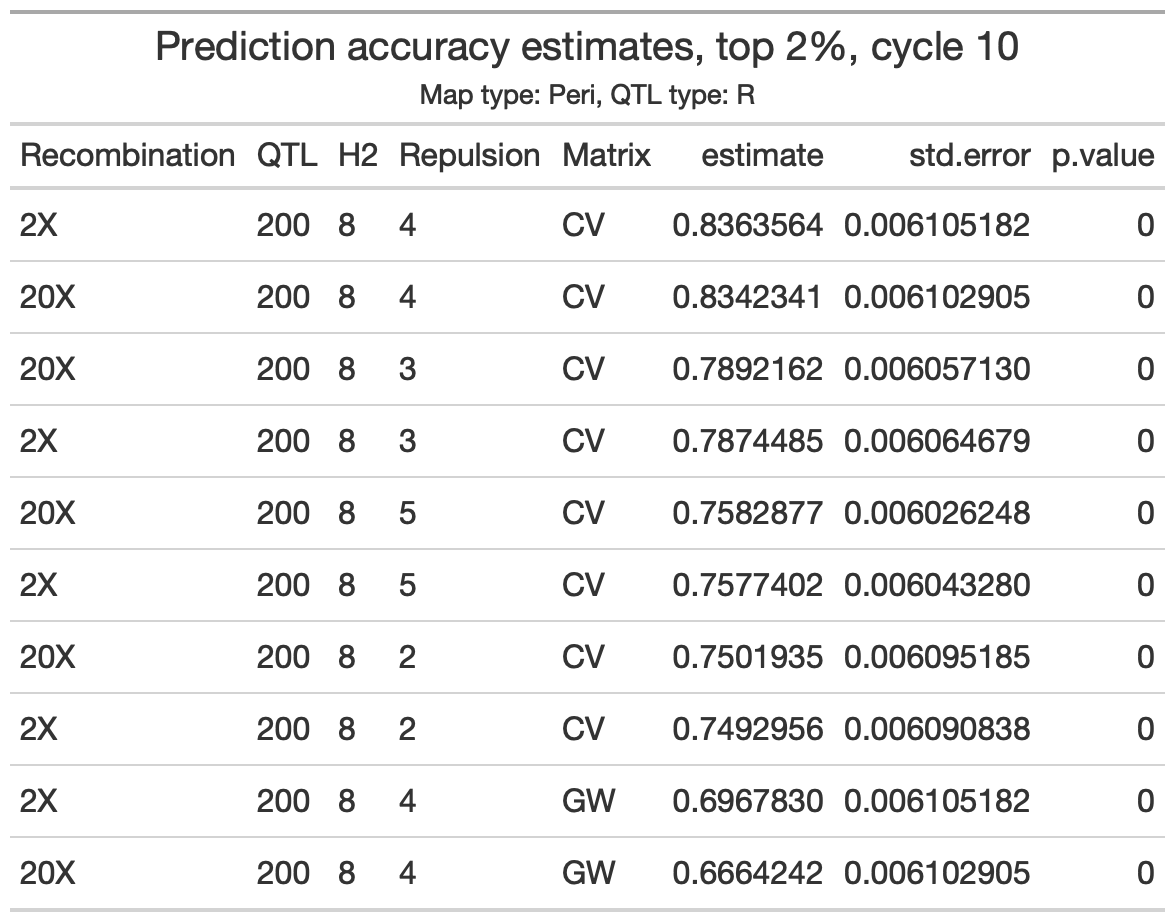 Prediction accuracy estimates, top 2%, cycle 10
Map type: Peri, QTL type: R
Recombination QTL H2 Repulsion Matrix estimate std.error p.value
2X 200 8 4 CV 0.8363564 0.006105182 0
20X 200 8 4 CV 0.8342341 0.006102905 0
20X 200 8 3 CV 0.7892162 0.006057130 0
2X 200 8 3 CV 0.7874485 0.006064679 0
20X 200 8 5 CV 0.7582877 0.006026248 0
2X 200 8 5 CV 0.7577402 0.006043280 0
20X 200 8 2 CV 0.7501935 0.006095185 0
2X 200 8 2 CV 0.7492956 0.006090838 0
2X 200 8 4 GW 0.6967830 0.006105182 0
20X 200 8 4 GW 0.6664242 0.006102905 0